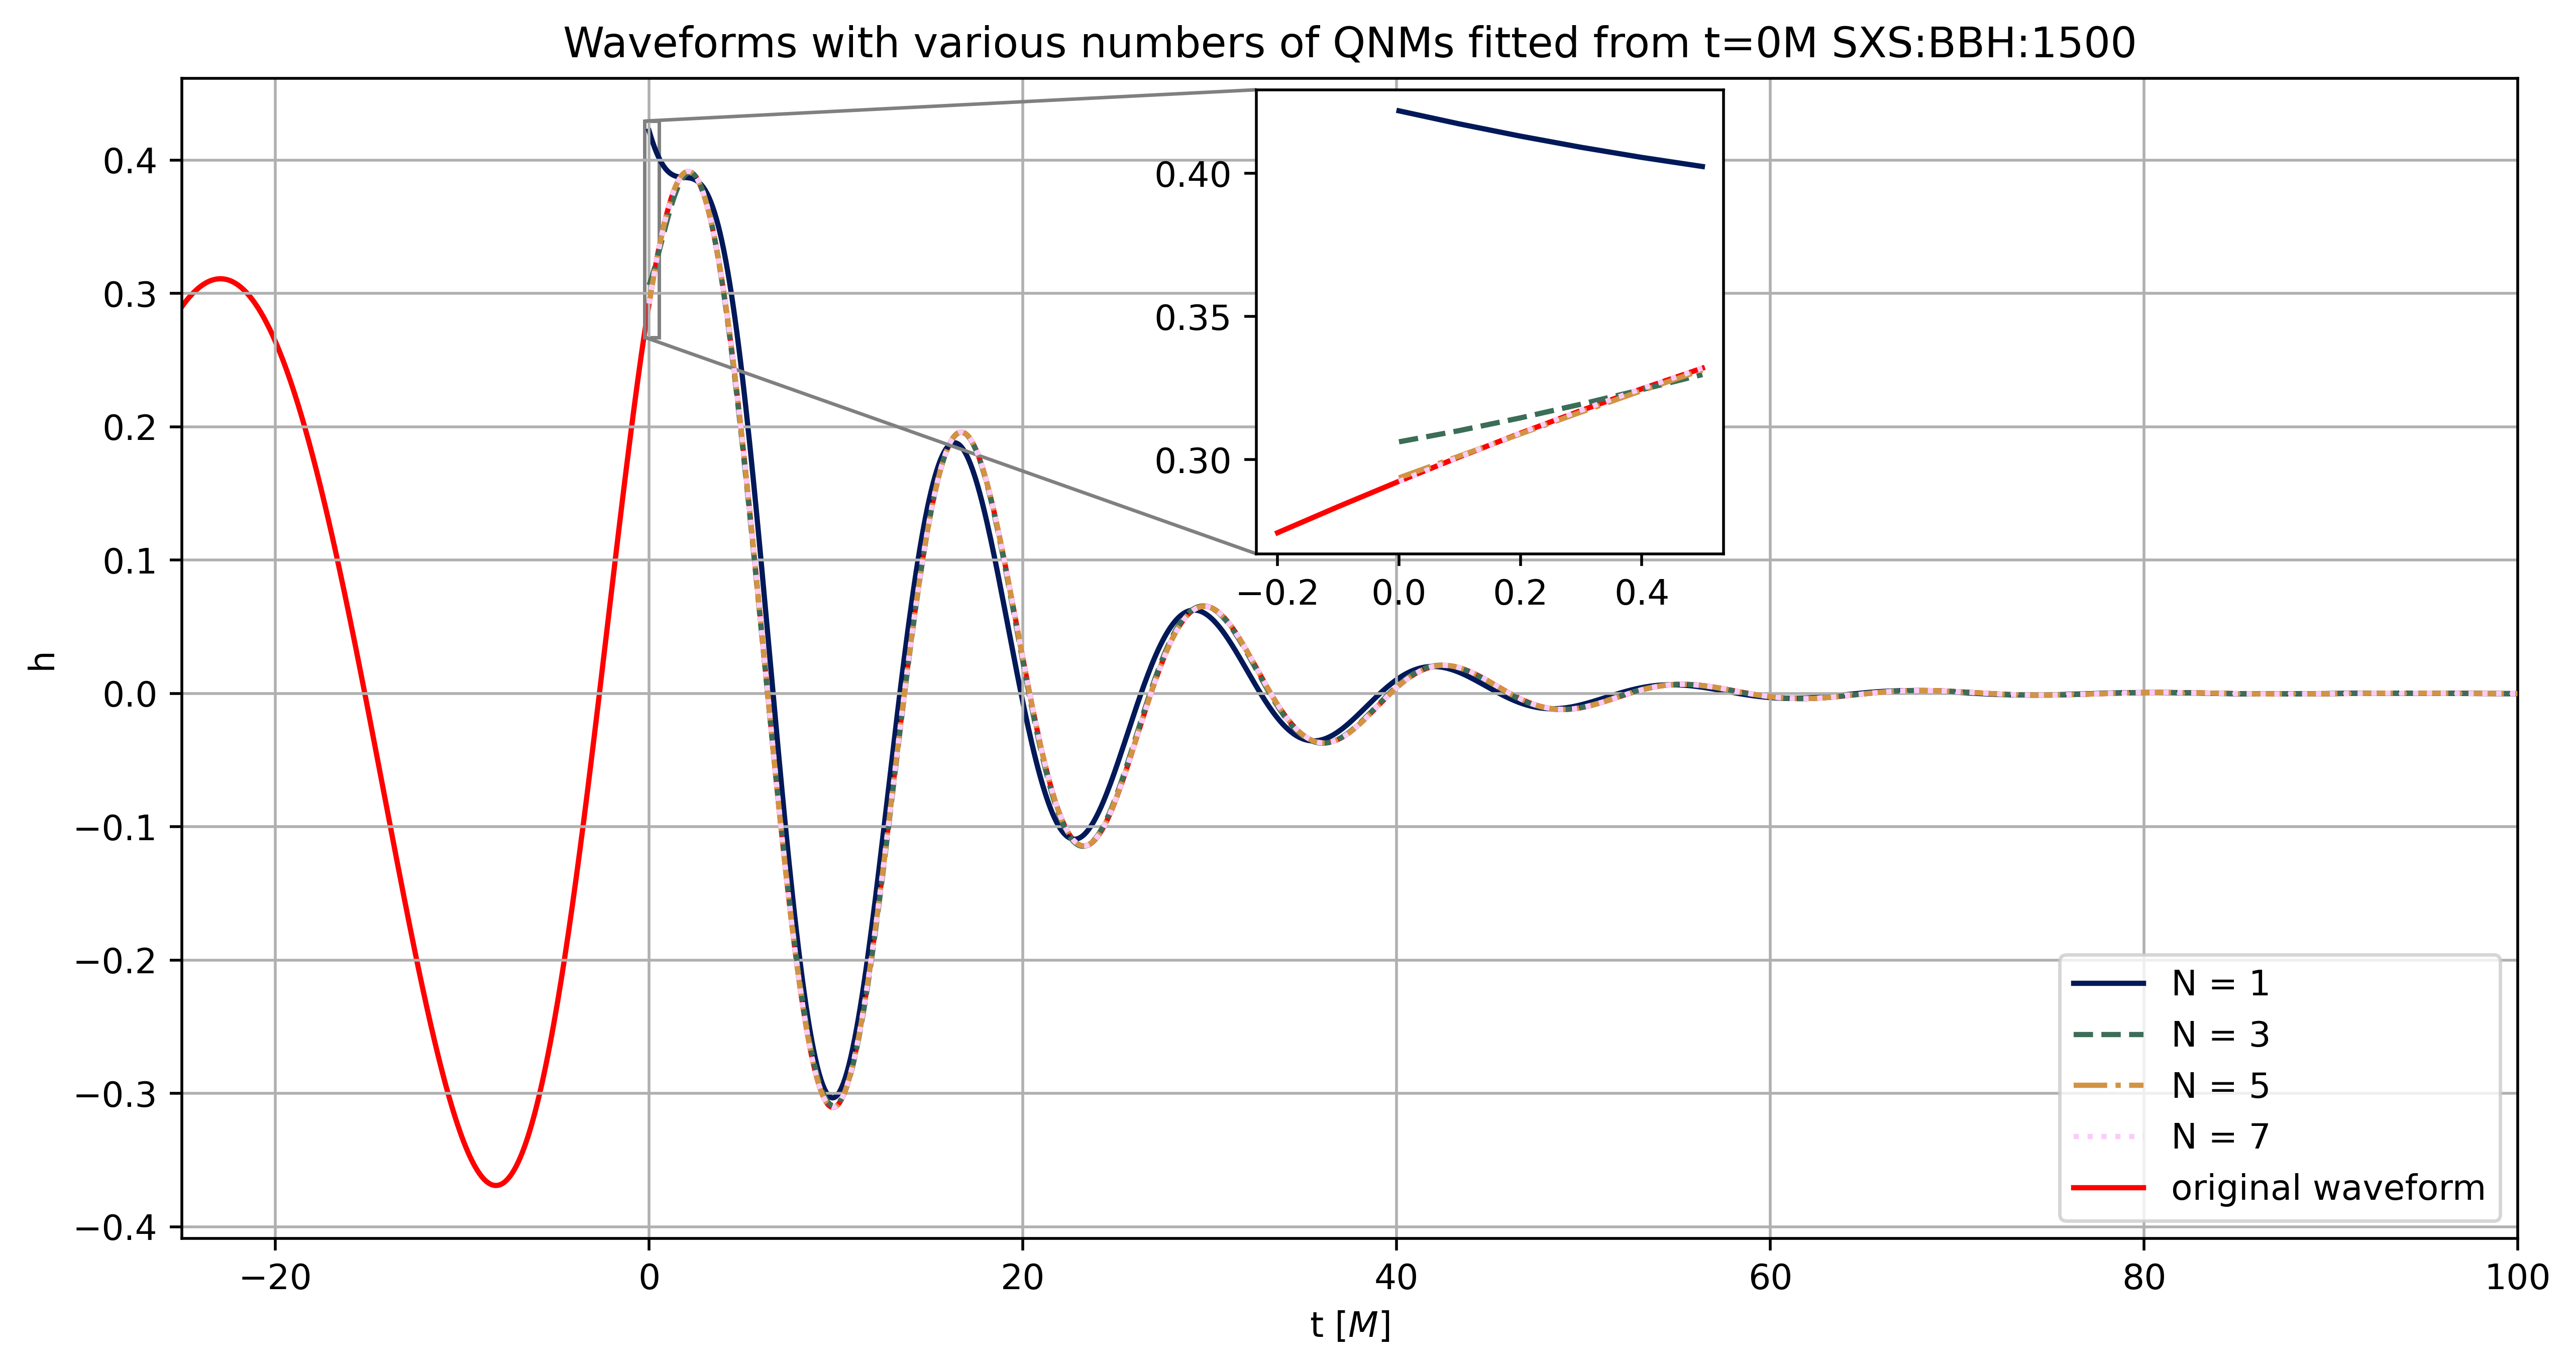 Waveforms with various numbers of QNMs fitted from t=0M SXS:BBH:1500
h
0.4
0.3
0.2
0.1
0.0
−0.1
−0.2
−0.3
−0.4
0.40
0.35
0.30
−0.2 0.0 0.2 0.4
N = 1
N = 3
N = 5
N = 7
original waveform
−20 0 20 40 60 80 100
t [M]